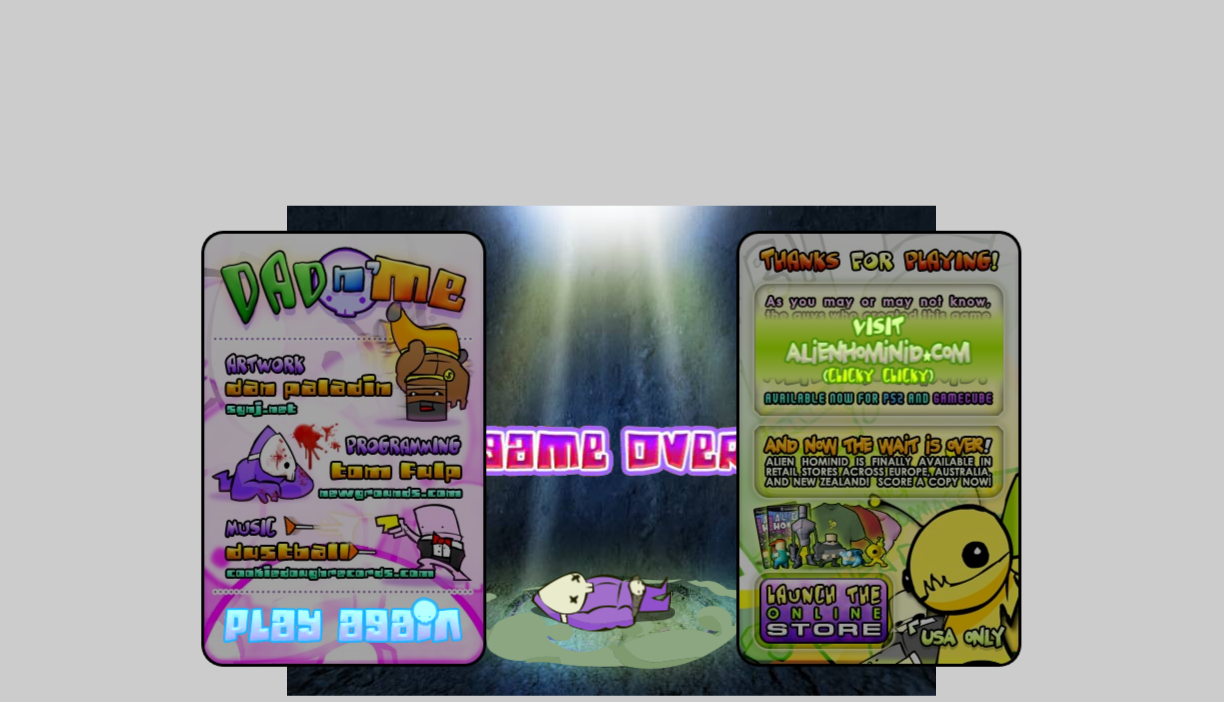 DAD n' ME
ARTWORK
dan paladin
synj.net
PROGRAMMING
tom fulp
newgrounds.com
MUSIC
dustball
cookiedoughrecords.com
PLAY AGAIN
GAME OVER
THANKS FOR PLAYING!
As you may or may not know,
the guys who created this game
VISIT
ALIENHOMINID.COM
(CLICKY CLICKY)
AVAILABLE NOW FOR PS2 AND GAMECUBE
AND NOW THE WAIT IS OVER!
ALIEN HOMINID IS FINALLY AVAILABLE IN
RETAIL STORES ACROSS EUROPE, AUSTRALIA,
AND NEW ZEALAND! SCORE A COPY NOW!
LAUNCH THE
ONLINE
STORE
USA ONLY